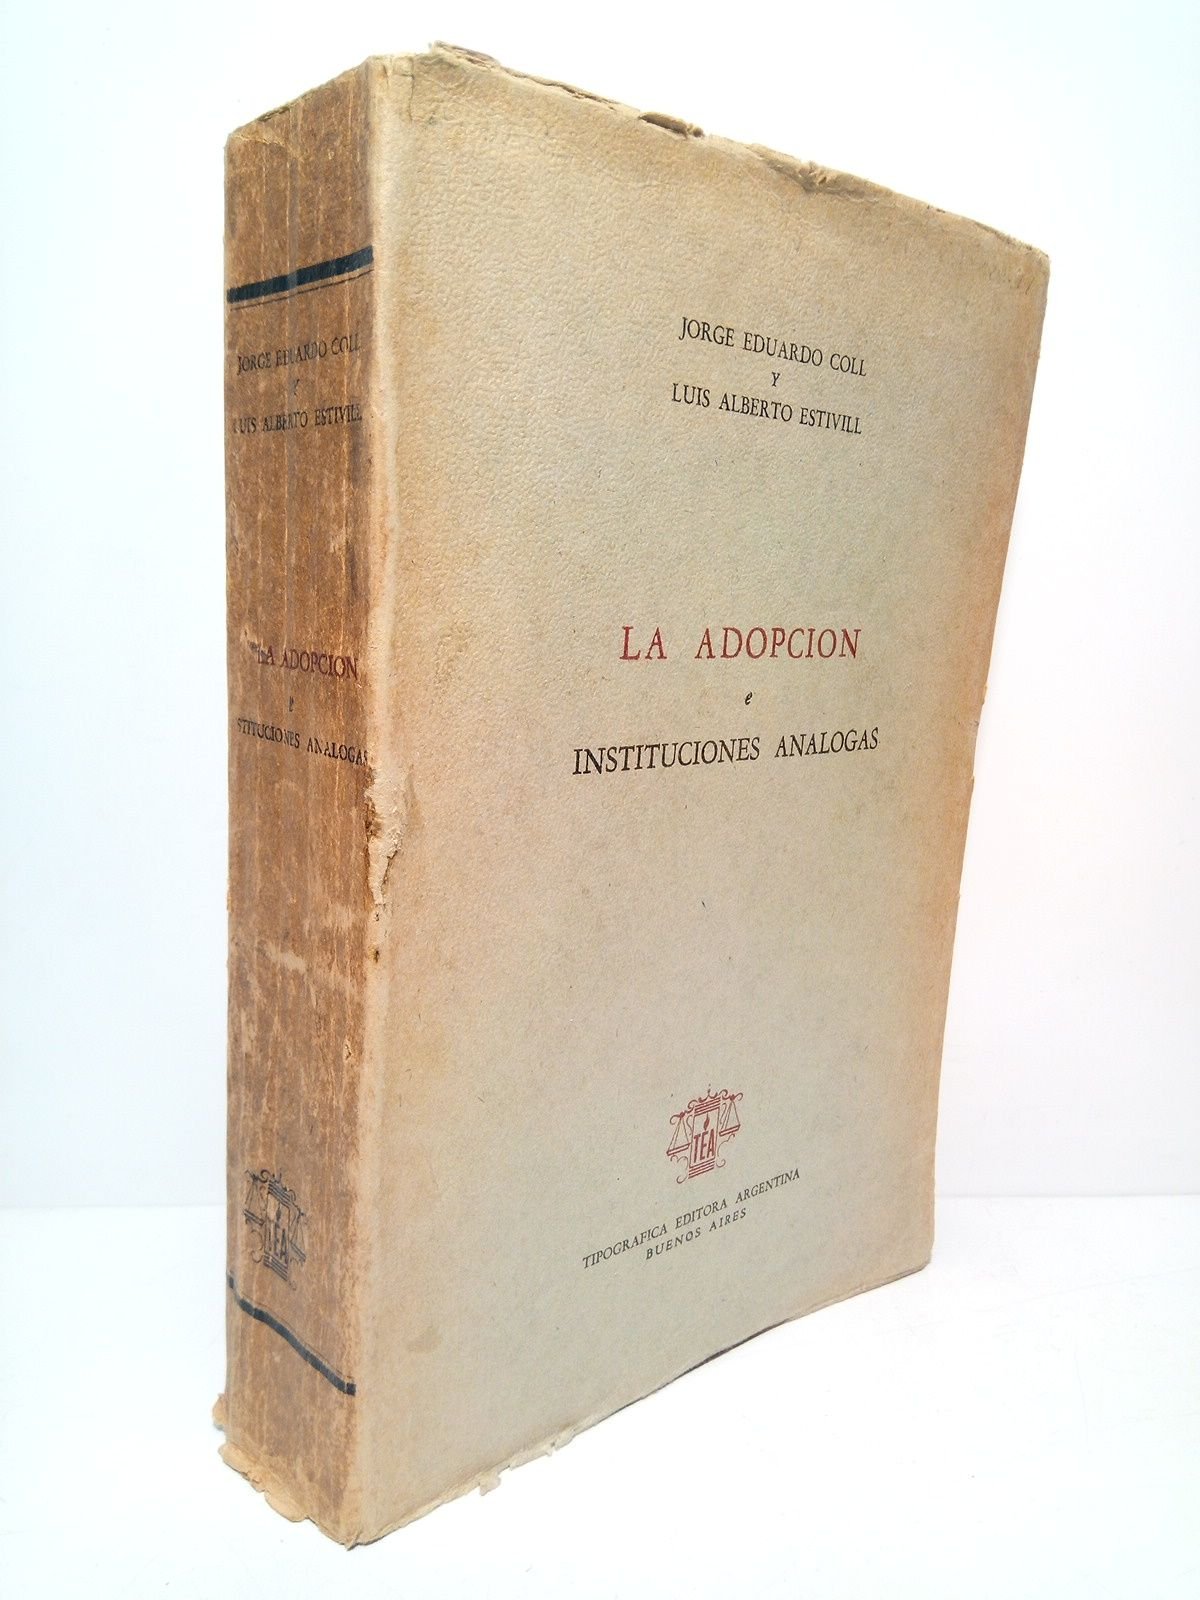 JORGE EDUARDO COLL
Y
LUIS ALBERTO ESTIVILL
LA ADOPCION
e
STITUCIONES ANALOGAS
TEA
JORGE EDUARDO COLL
Y
LUIS ALBERTO ESTIVILL
LA ADOPCION
e
INSTITUCIONES ANALOGAS
TEA
TIPOGRAFICA EDITORA ARGENTINA
BUENOS AIRES